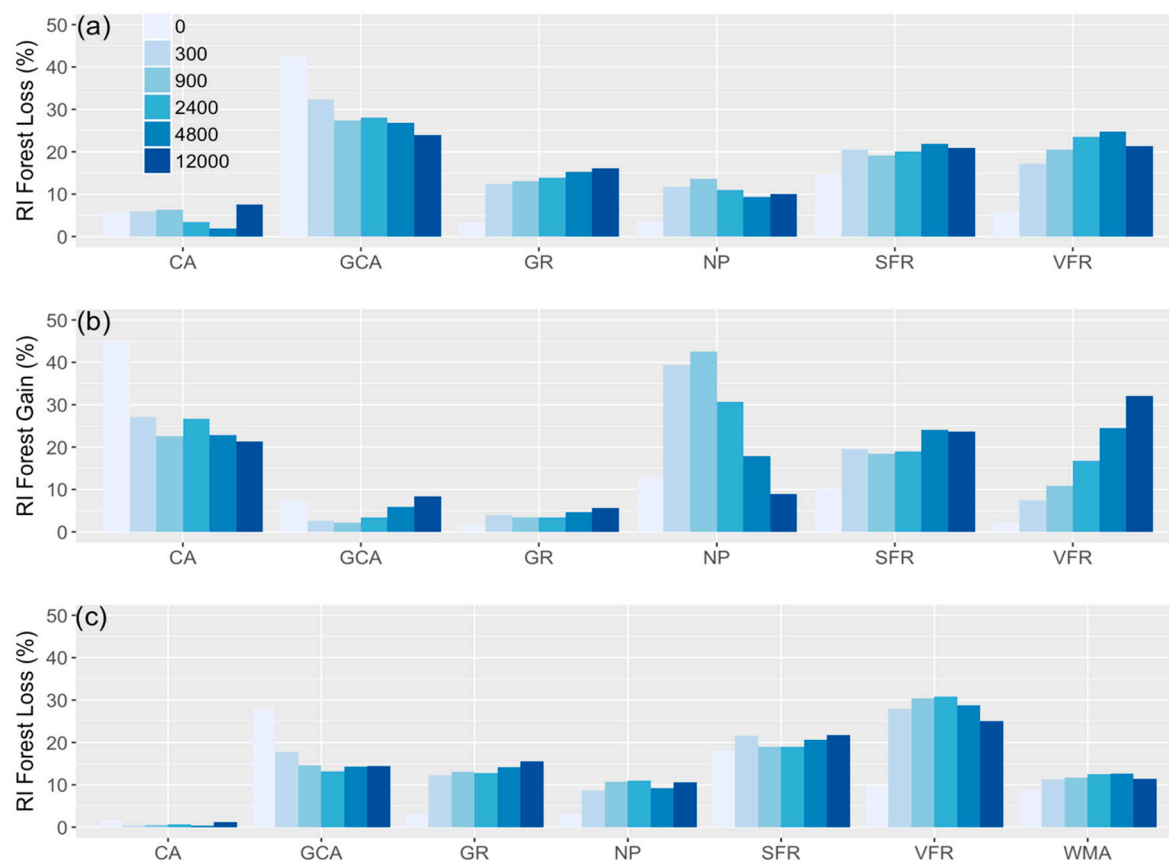 (a)
RI Forest Loss (%)
50
40
30
20
10
0
0
300
900
2400
4800
12000
CA GCA GR NP SFR VFR
(b)
RI Forest Gain (%)
50
40
30
20
10
0
CA GCA GR NP SFR VFR
(c)
RI Forest Loss (%)
50
40
30
20
10
0
CA GCA GR NP SFR VFR WMA